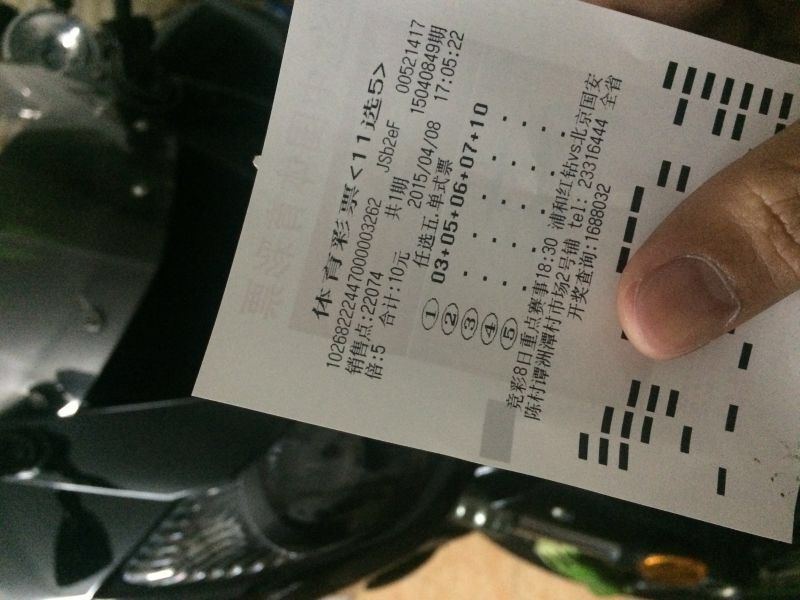 体育彩票<11选5>
102682224470000003262 JSb2eF 00521417
销售点:22074 共1期 15040849期
倍:5 合计:10元 2015/04/08 17:05:22
任选五.单式票
① 03+05+06+07+10
② . . . . .
③ . . . . .
④ . . . . .
⑤ . . . . .
竞彩8日重点赛事18:30 浦和红钻vs北京国安
陈村谭洲潭村市场2号铺 tel: 23316444 全省
开奖查询:1688032